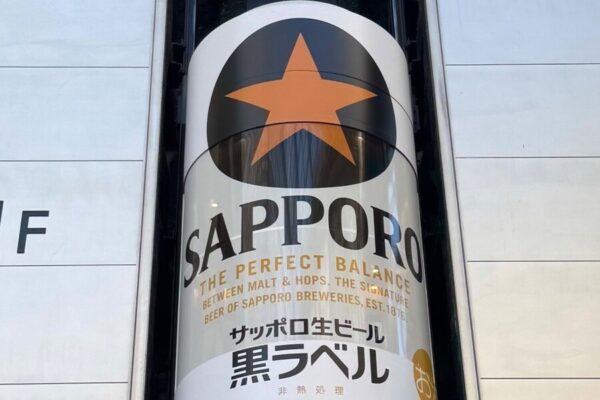 SAPPORO
THE PERFECT BALANCE
BETWEEN MALT & HOPS. THE SIGNATURE
BEER OF SAPPORO BREWERIES, EST.
サッポロ生ビール
黒ラベル
非熱処理
お
F